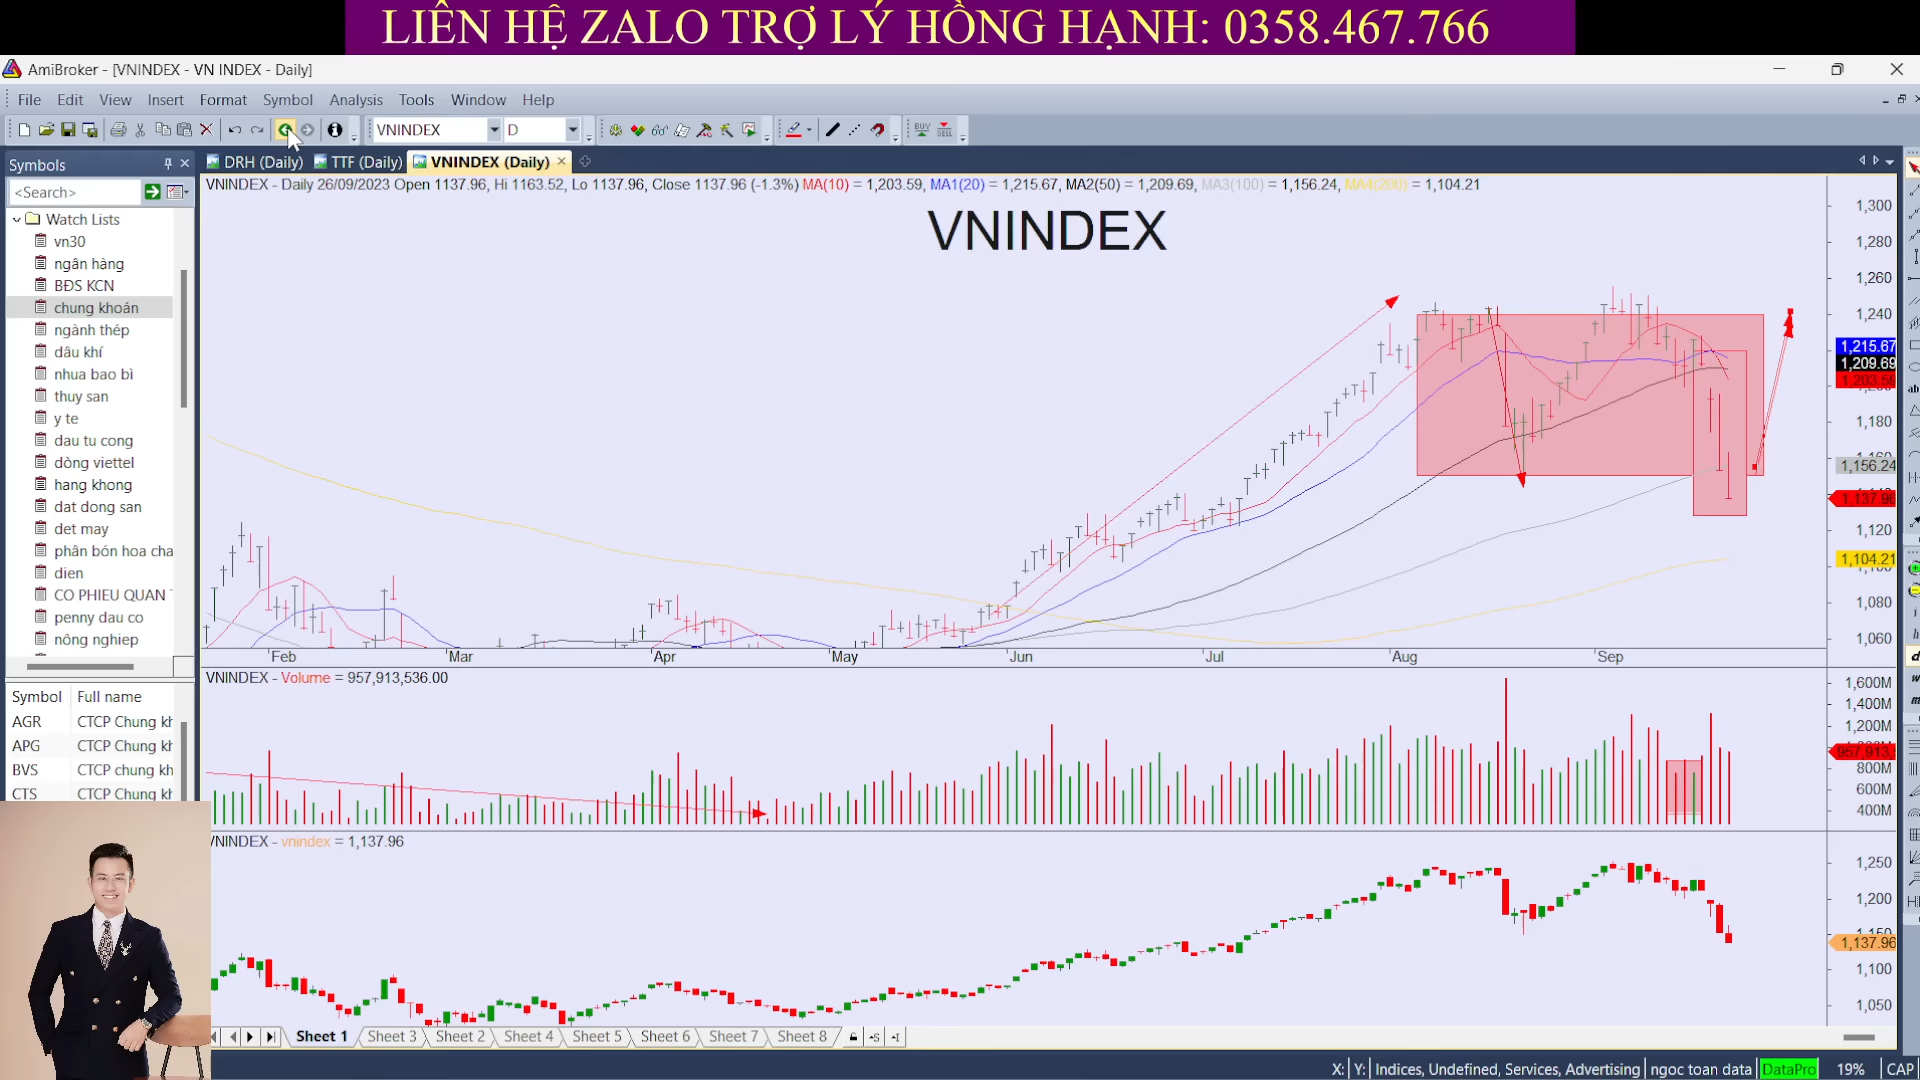 LIÊN HỆ ZALO TRỢ LÝ HỒNG HẠNH: 0358.467.766
AmiBroker - [VNINDEX - VN INDEX - Daily]
File Edit View Insert Format Symbol Analysis Tools Window Help
VNINDEX D BUY SELL
Symbols
DRH (Daily) TTF (Daily) VNINDEX (Daily)
<Search>
VNINDEX - Daily 26/09/2023 Open 1137.96, Hi 1163.52, Lo 1137.96, Close 1137.96 (-1.3%) MA(10) = 1,203.59, MA1(20) = 1,215.67, MA2(50) = 1,209.69, MA3(100) = 1,156.24, MA4(200) = 1,104.21
VNINDEX
Watch Lists
vn30
ngân hàng
BĐS KCN
chung khoán
ngành thép
dâu khí
nhua bao bì
thuy san
y te
dau tu cong
dòng viettel
hang khong
dat dong san
det may
phân bón hoa cha
dien
CO PHIEU QUAN
penny dau co
nông nghiep
1,300
1,280
1,260
1,240
1,215.67
1,209.69
1,203.59
1,180
1,156.24
1,137.96
1,120
1,104.21
1,080
1,060
Feb Mar Apr May Jun Jul Aug Sep
VNINDEX - Volume = 957,913,536.00
1,600M
1,400M
1,200M
957,913
800M
600M
400M
Symbol Full name
AGR CTCP Chung kh
APG CTCP Chung kh
BVS CTCP chung kh
CTS CTCP Chung kh
VNINDEX - vnindex = 1,137.96
1,250
1,200
1,137.96
1,100
1,050
Sheet 1 Sheet 3 Sheet 2 Sheet 4 Sheet 5 Sheet 6 Sheet 7 Sheet 8
X: Y: Indices, Undefined, Services, Advertising ngoc toan data DataPro 19% CAP